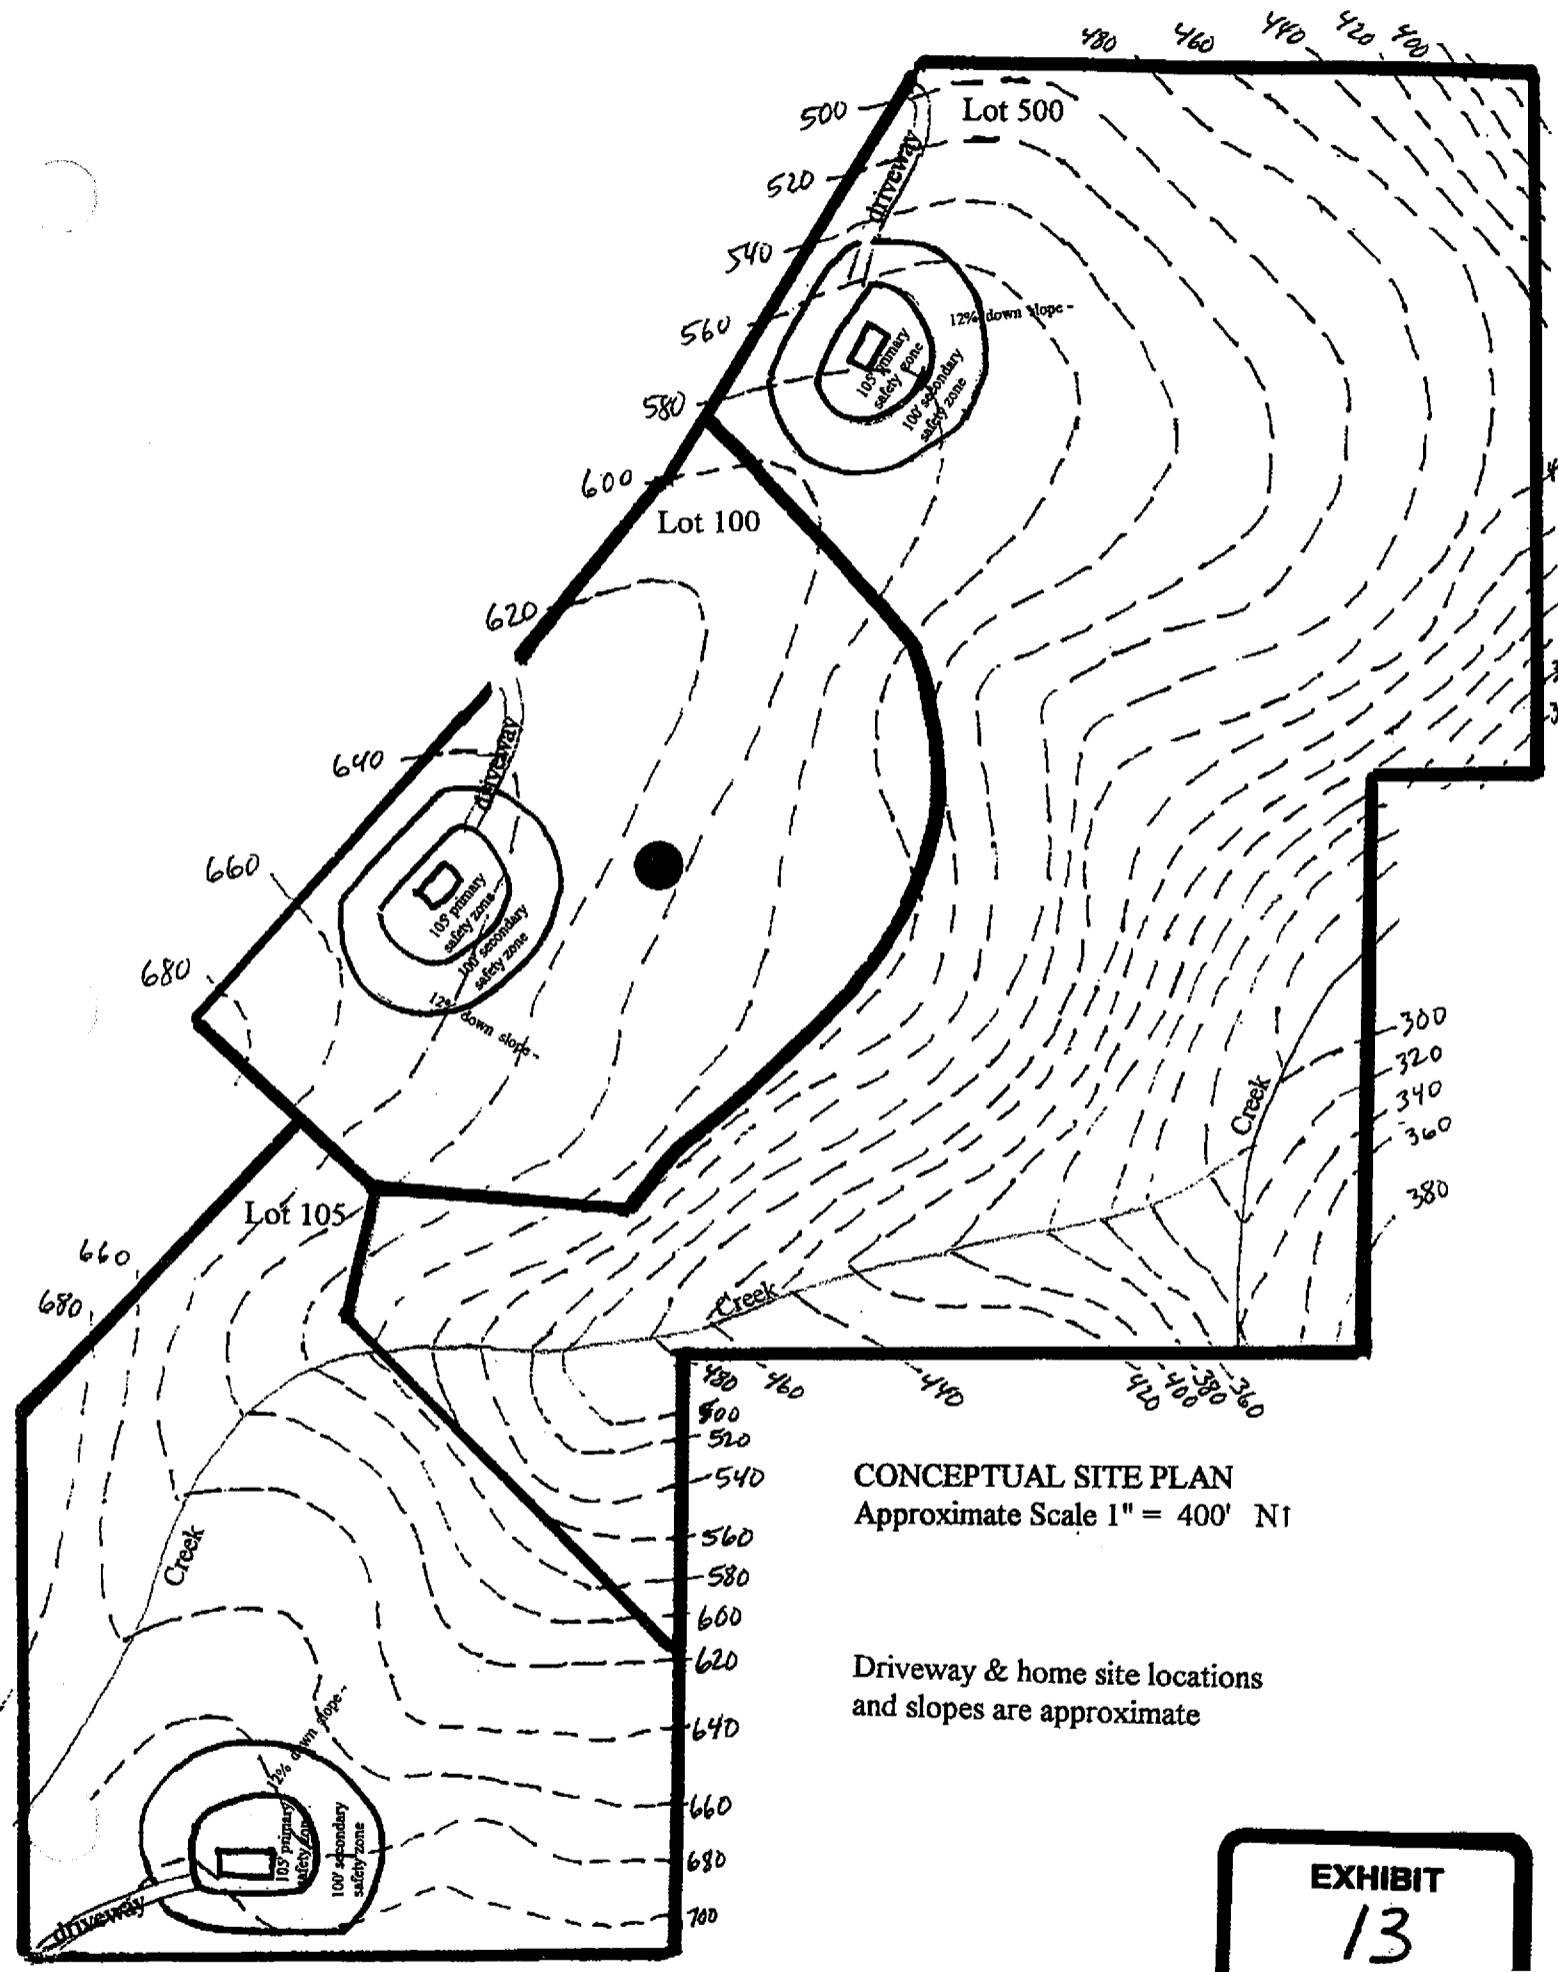 480 460 440 420 400
500
Lot 500
driveway
520
540
560
12% down slope -
105' primary
safety zone
100' secondary
safety zone
580
600
Lot 100
620
driveway
640
660
105' primary
safety zone
100' secondary
safety zone
12%
down slope -
680
300
320
340
360
380
Creek
Lot 105
660
680
Creek
480 460 440 420 400 380 360
500
520
540
560
580
600
620
640
660
680
700
CONCEPTUAL SITE PLAN
Approximate Scale 1" = 400' N↑
Creek
Driveway & home site locations
and slopes are approximate
12% down slope -
105' primary
safety zone
100' secondary
safety zone
driveway
EXHIBIT
13